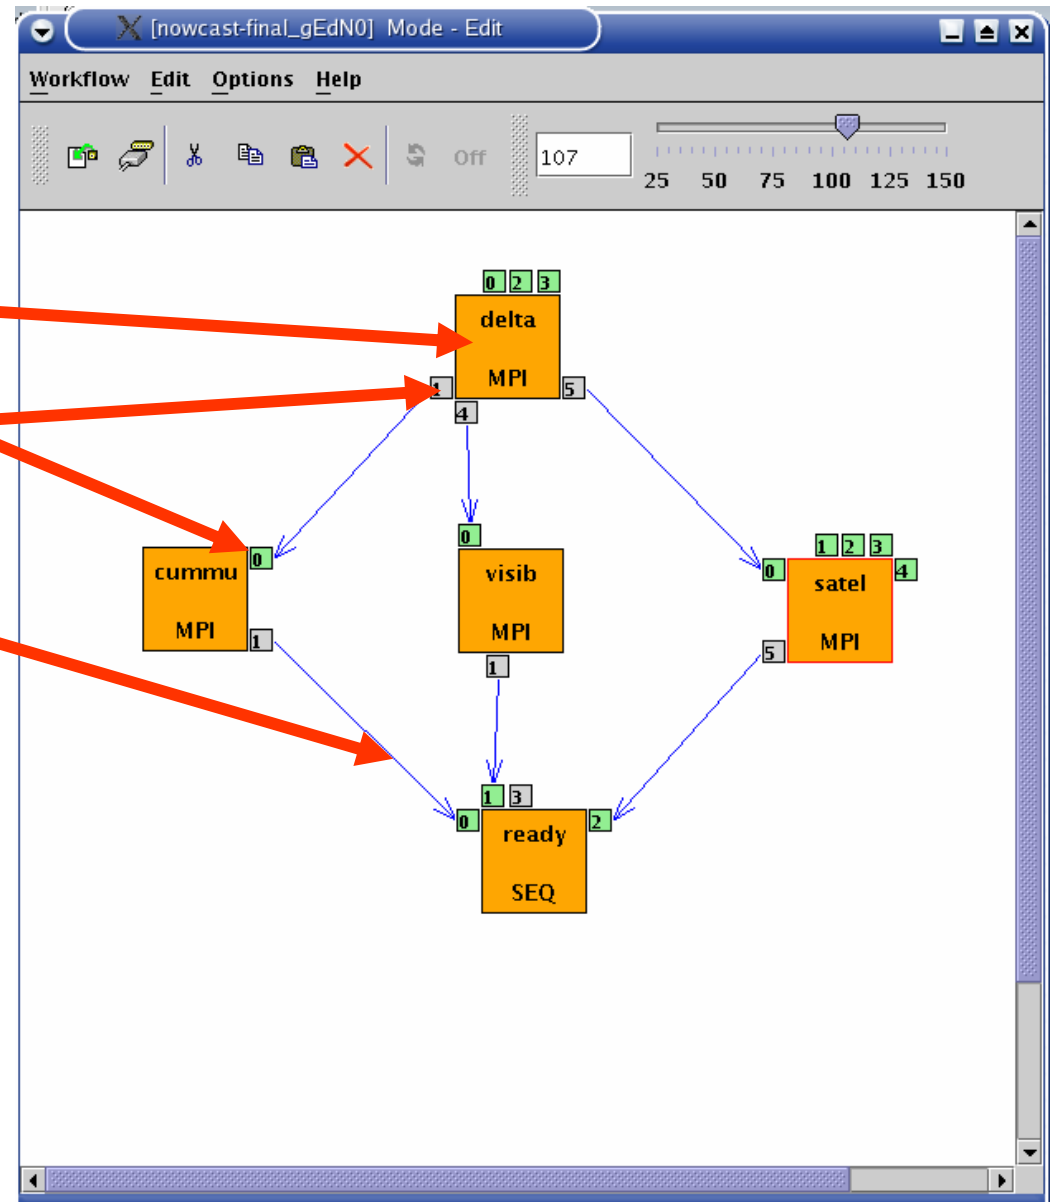 [nowcast-final_gEdN0] Mode - Edit
Workflow Edit Options Help
Off 107
25 50 75 100 125 150
0 2 3
delta
MPI
1 5
4
0
visib
MPI
1
0
cummu
MPI
1
1 2 3
0 4
satel
MPI
5
1 3
0 2
ready
SEQ